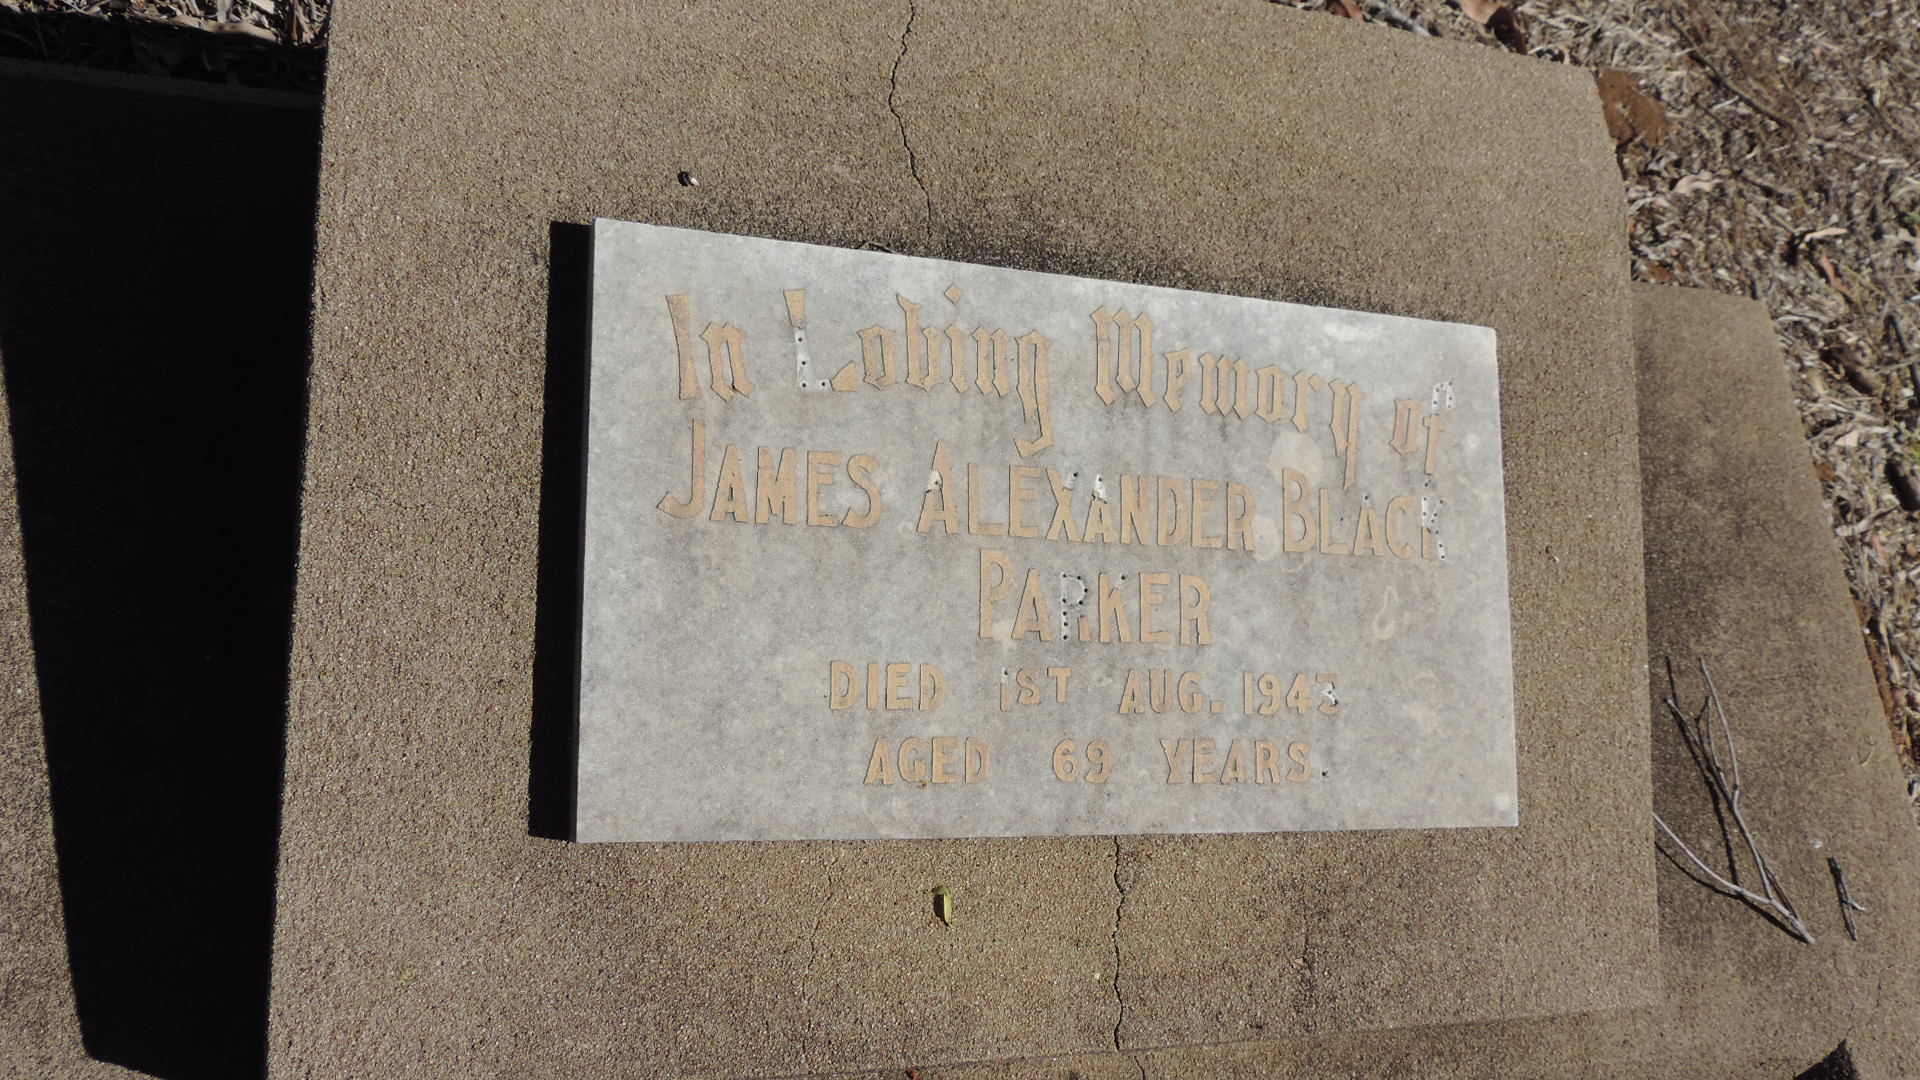 In Loving Memory of
JAMES ALEXANDER BLACK
PARKER
DIED 1ST AUG. 1943
AGED 69 YEARS.